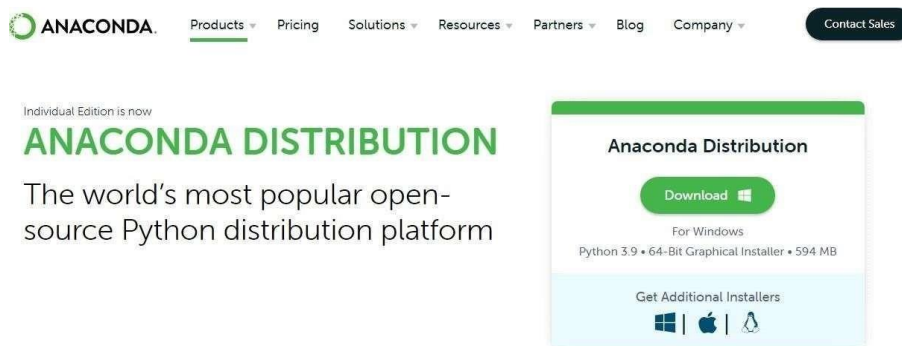 ANACONDA.
Products
Pricing
Solutions
Resources
Partners
Blog
Company
Contact Sales
Individual Edition is now
ANACONDA DISTRIBUTION
The world's most popular open-
source Python distribution platform
Anaconda Distribution
Download
For Windows
Python 3.9 • 64-Bit Graphical Installer • 594 MB
Get Additional Installers
| |